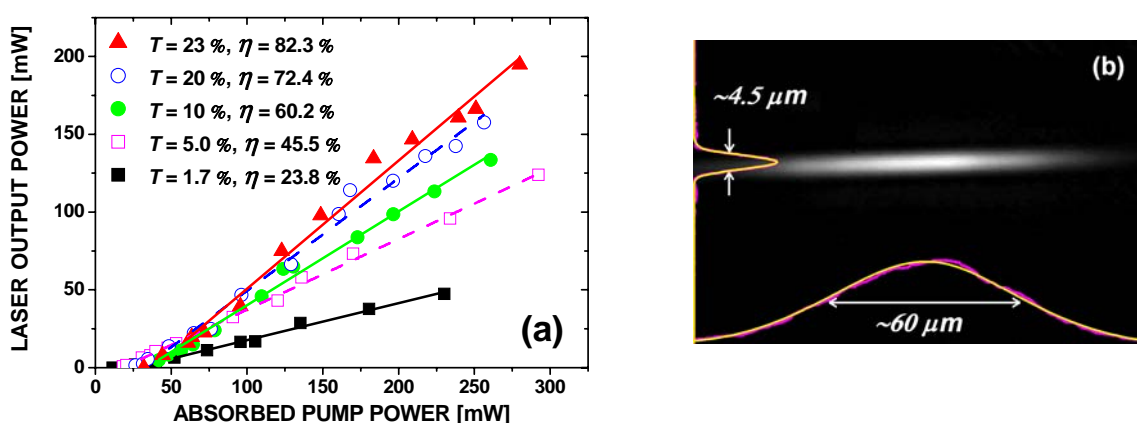 LASER OUTPUT POWER [mW]
200
150
100
50
0
T = 23 %, η = 82.3 %
T = 20 %, η = 72.4 %
T = 10 %, η = 60.2 %
T = 5.0 %, η = 45.5 %
T = 1.7 %, η = 23.8 %
(a)
0 50 100 150 200 250 300
ABSORBED PUMP POWER [mW]
(b)
~4.5 μm
~60 μm